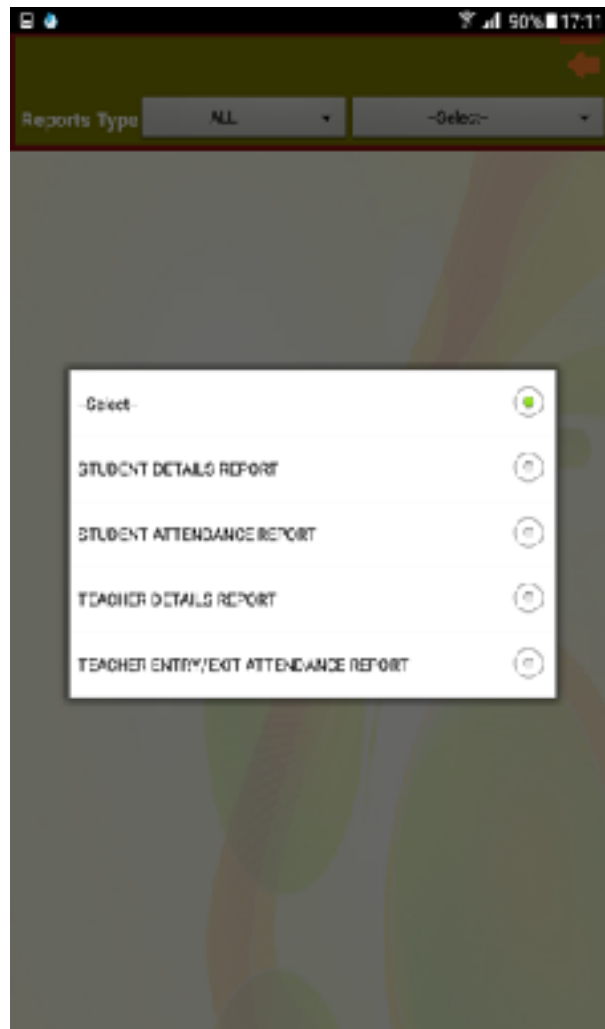 90% 17:11
Reports Type ALL --Select--
--Select--
STUDENT DETAILS REPORT
STUDENT ATTENDANCE REPORT
TEACHER DETAILS REPORT
TEACHER ENTRY/EXIT ATTENDANCE REPORT